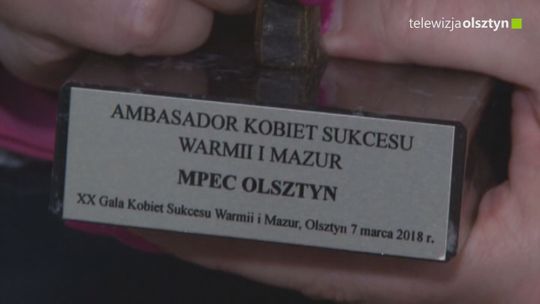 telewizjaolsztyn
AMBASADOR KOBIET SUKCESU
WARMII I MAZUR
MPEC OLSZTYN
XX Gala Kobiet Sukcesu Warmii i Mazur, Olsztyn 7 marca 2018 r.